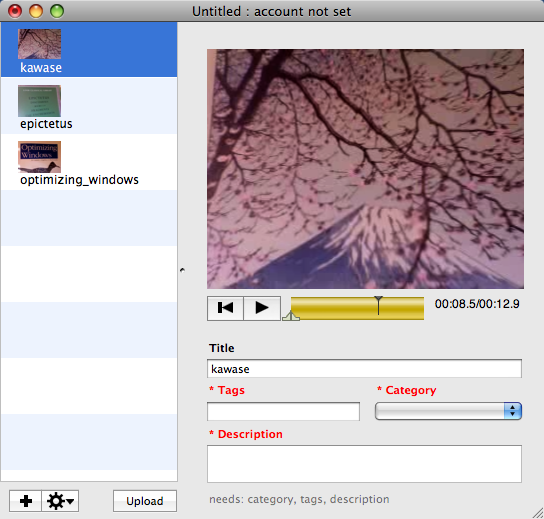 Untitled : account not set
kawase
epictetus
Optimizing
Windows
optimizing_windows
00:08.5/00:12.9
Title
kawase
* Tags
* Category
* Description
needs: category, tags, description
Upload